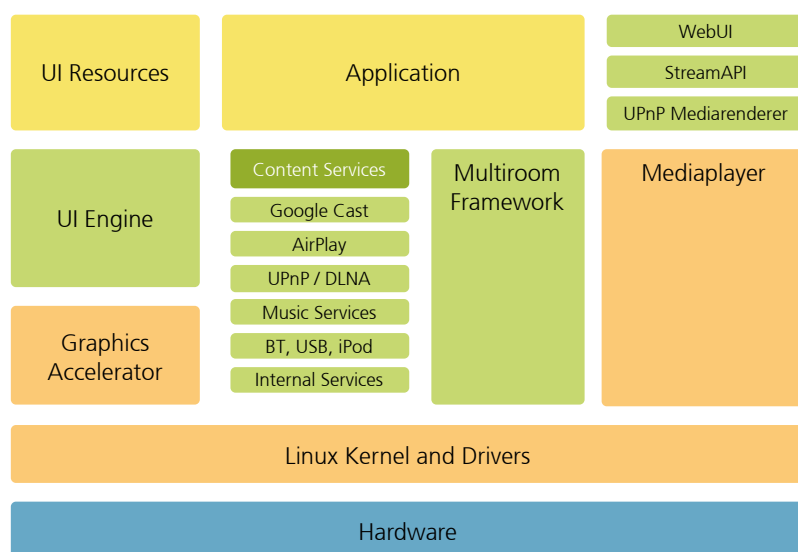 UI Resources
Application
WebUI
StreamAPI
UPnP Mediarenderer
UI Engine
Content Services
Google Cast
AirPlay
UPnP / DLNA
Music Services
BT, USB, iPod
Internal Services
Multiroom
Framework
Mediaplayer
Graphics
Accelerator
Linux Kernel and Drivers
Hardware